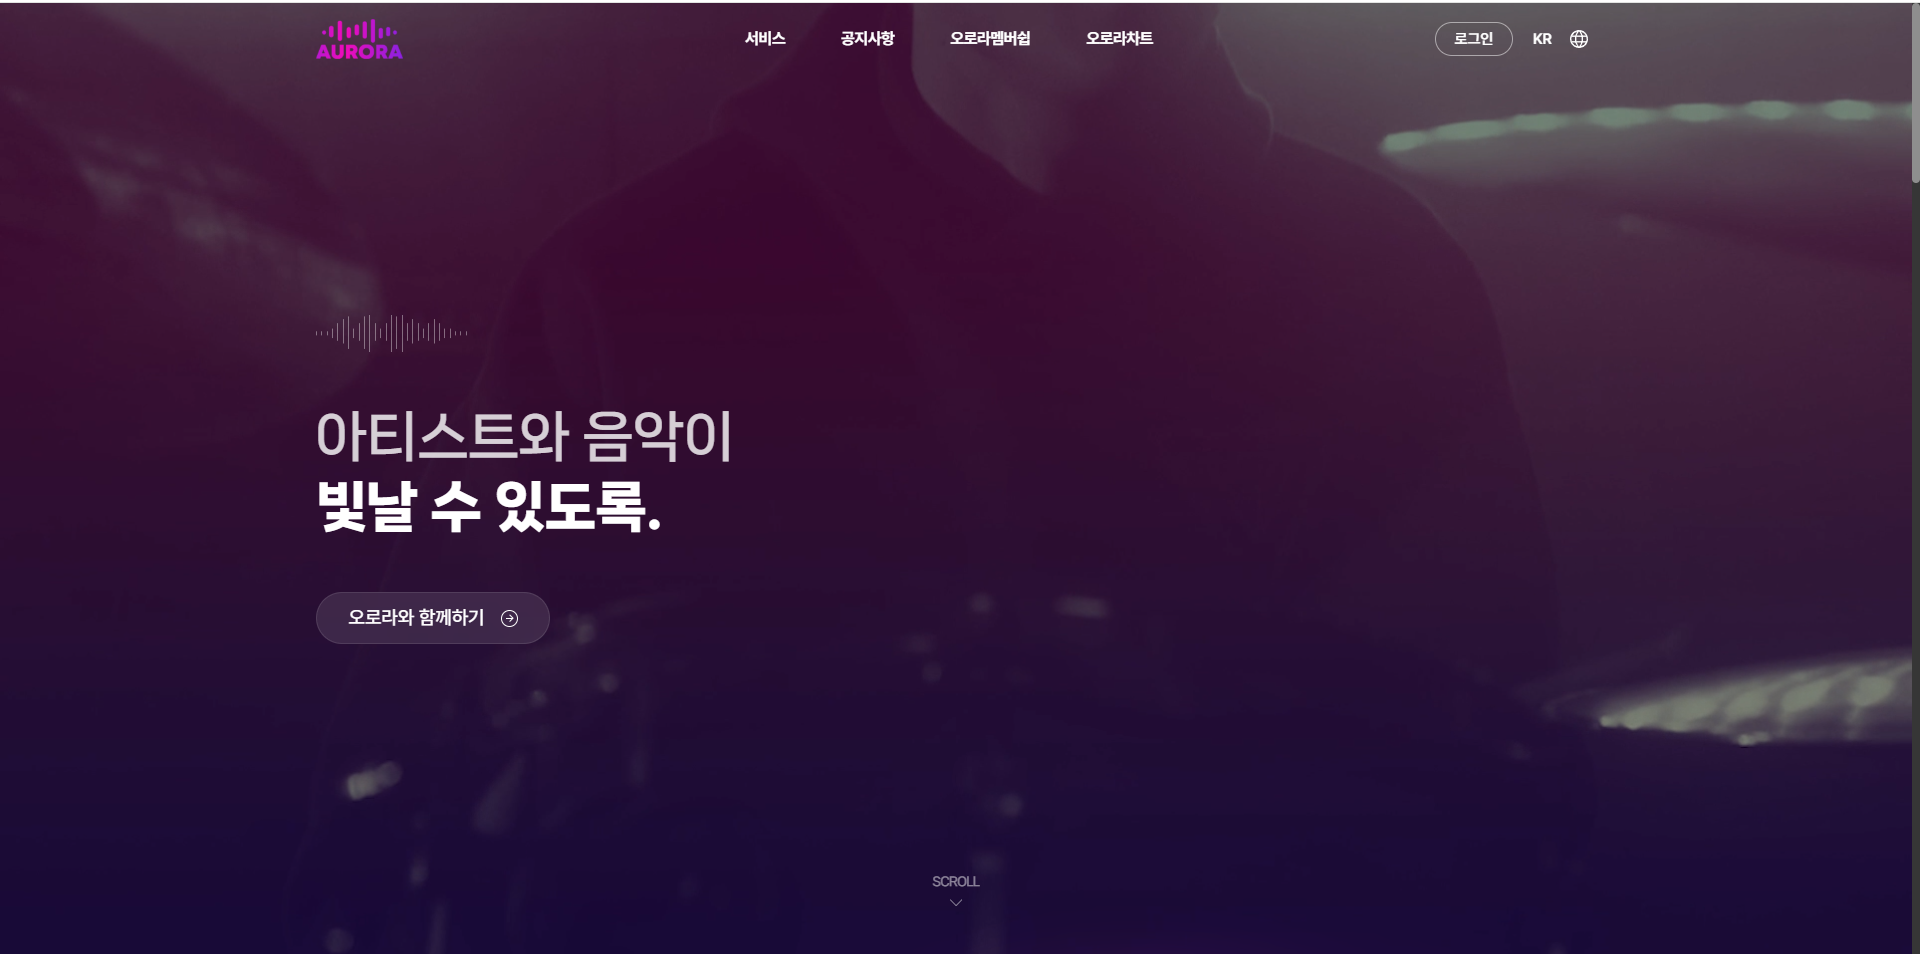 AURORA
서비스
공지사항
오로라멤버쉽
오로라차트
로그인
KR
아티스트와 음악이
빛날 수 있도록.
오로라와 함께하기
SCROLL